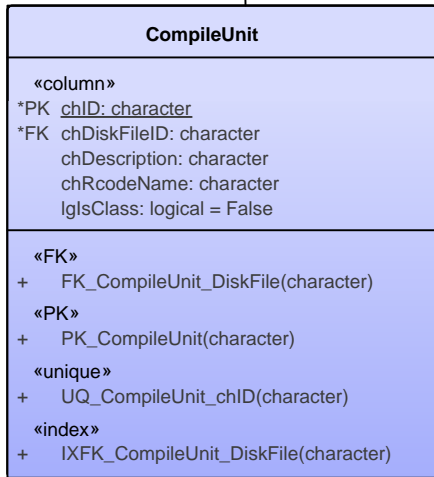 CompileUnit
«column»
*PK chID: character
*FK chDiskFileID: character
chDescription: character
chRcodeName: character
lgIsClass: logical = False
«FK»
+ FK_CompileUnit_DiskFile(character)
«PK»
+ PK_CompileUnit(character)
«unique»
+ UQ_CompileUnit_chID(character)
«index»
+ IXFK_CompileUnit_DiskFile(character)